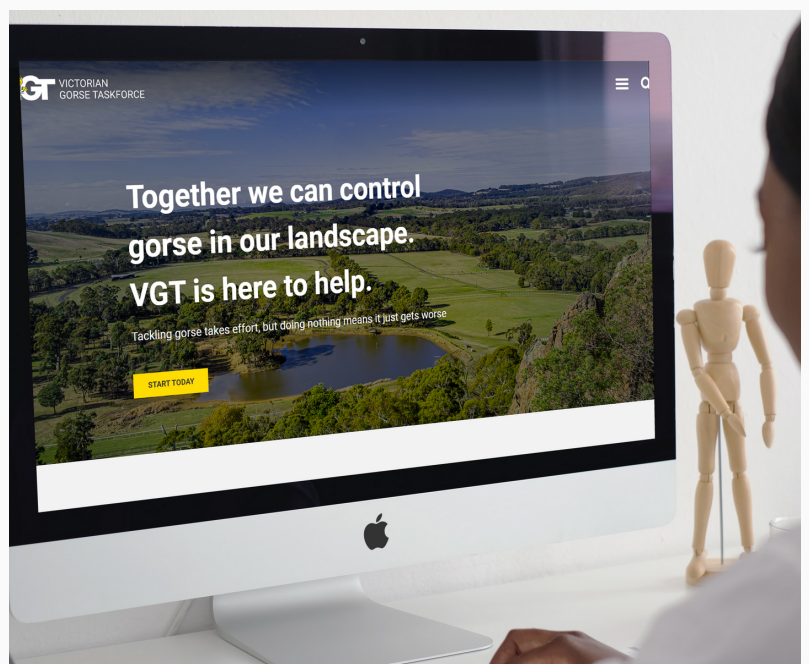 VGT VICTORIAN
GORSE TASKFORCE
Together we can control
gorse in our landscape.
VGT is here to help.
Tackling gorse takes effort, but doing nothing means it just gets worse
START TODAY